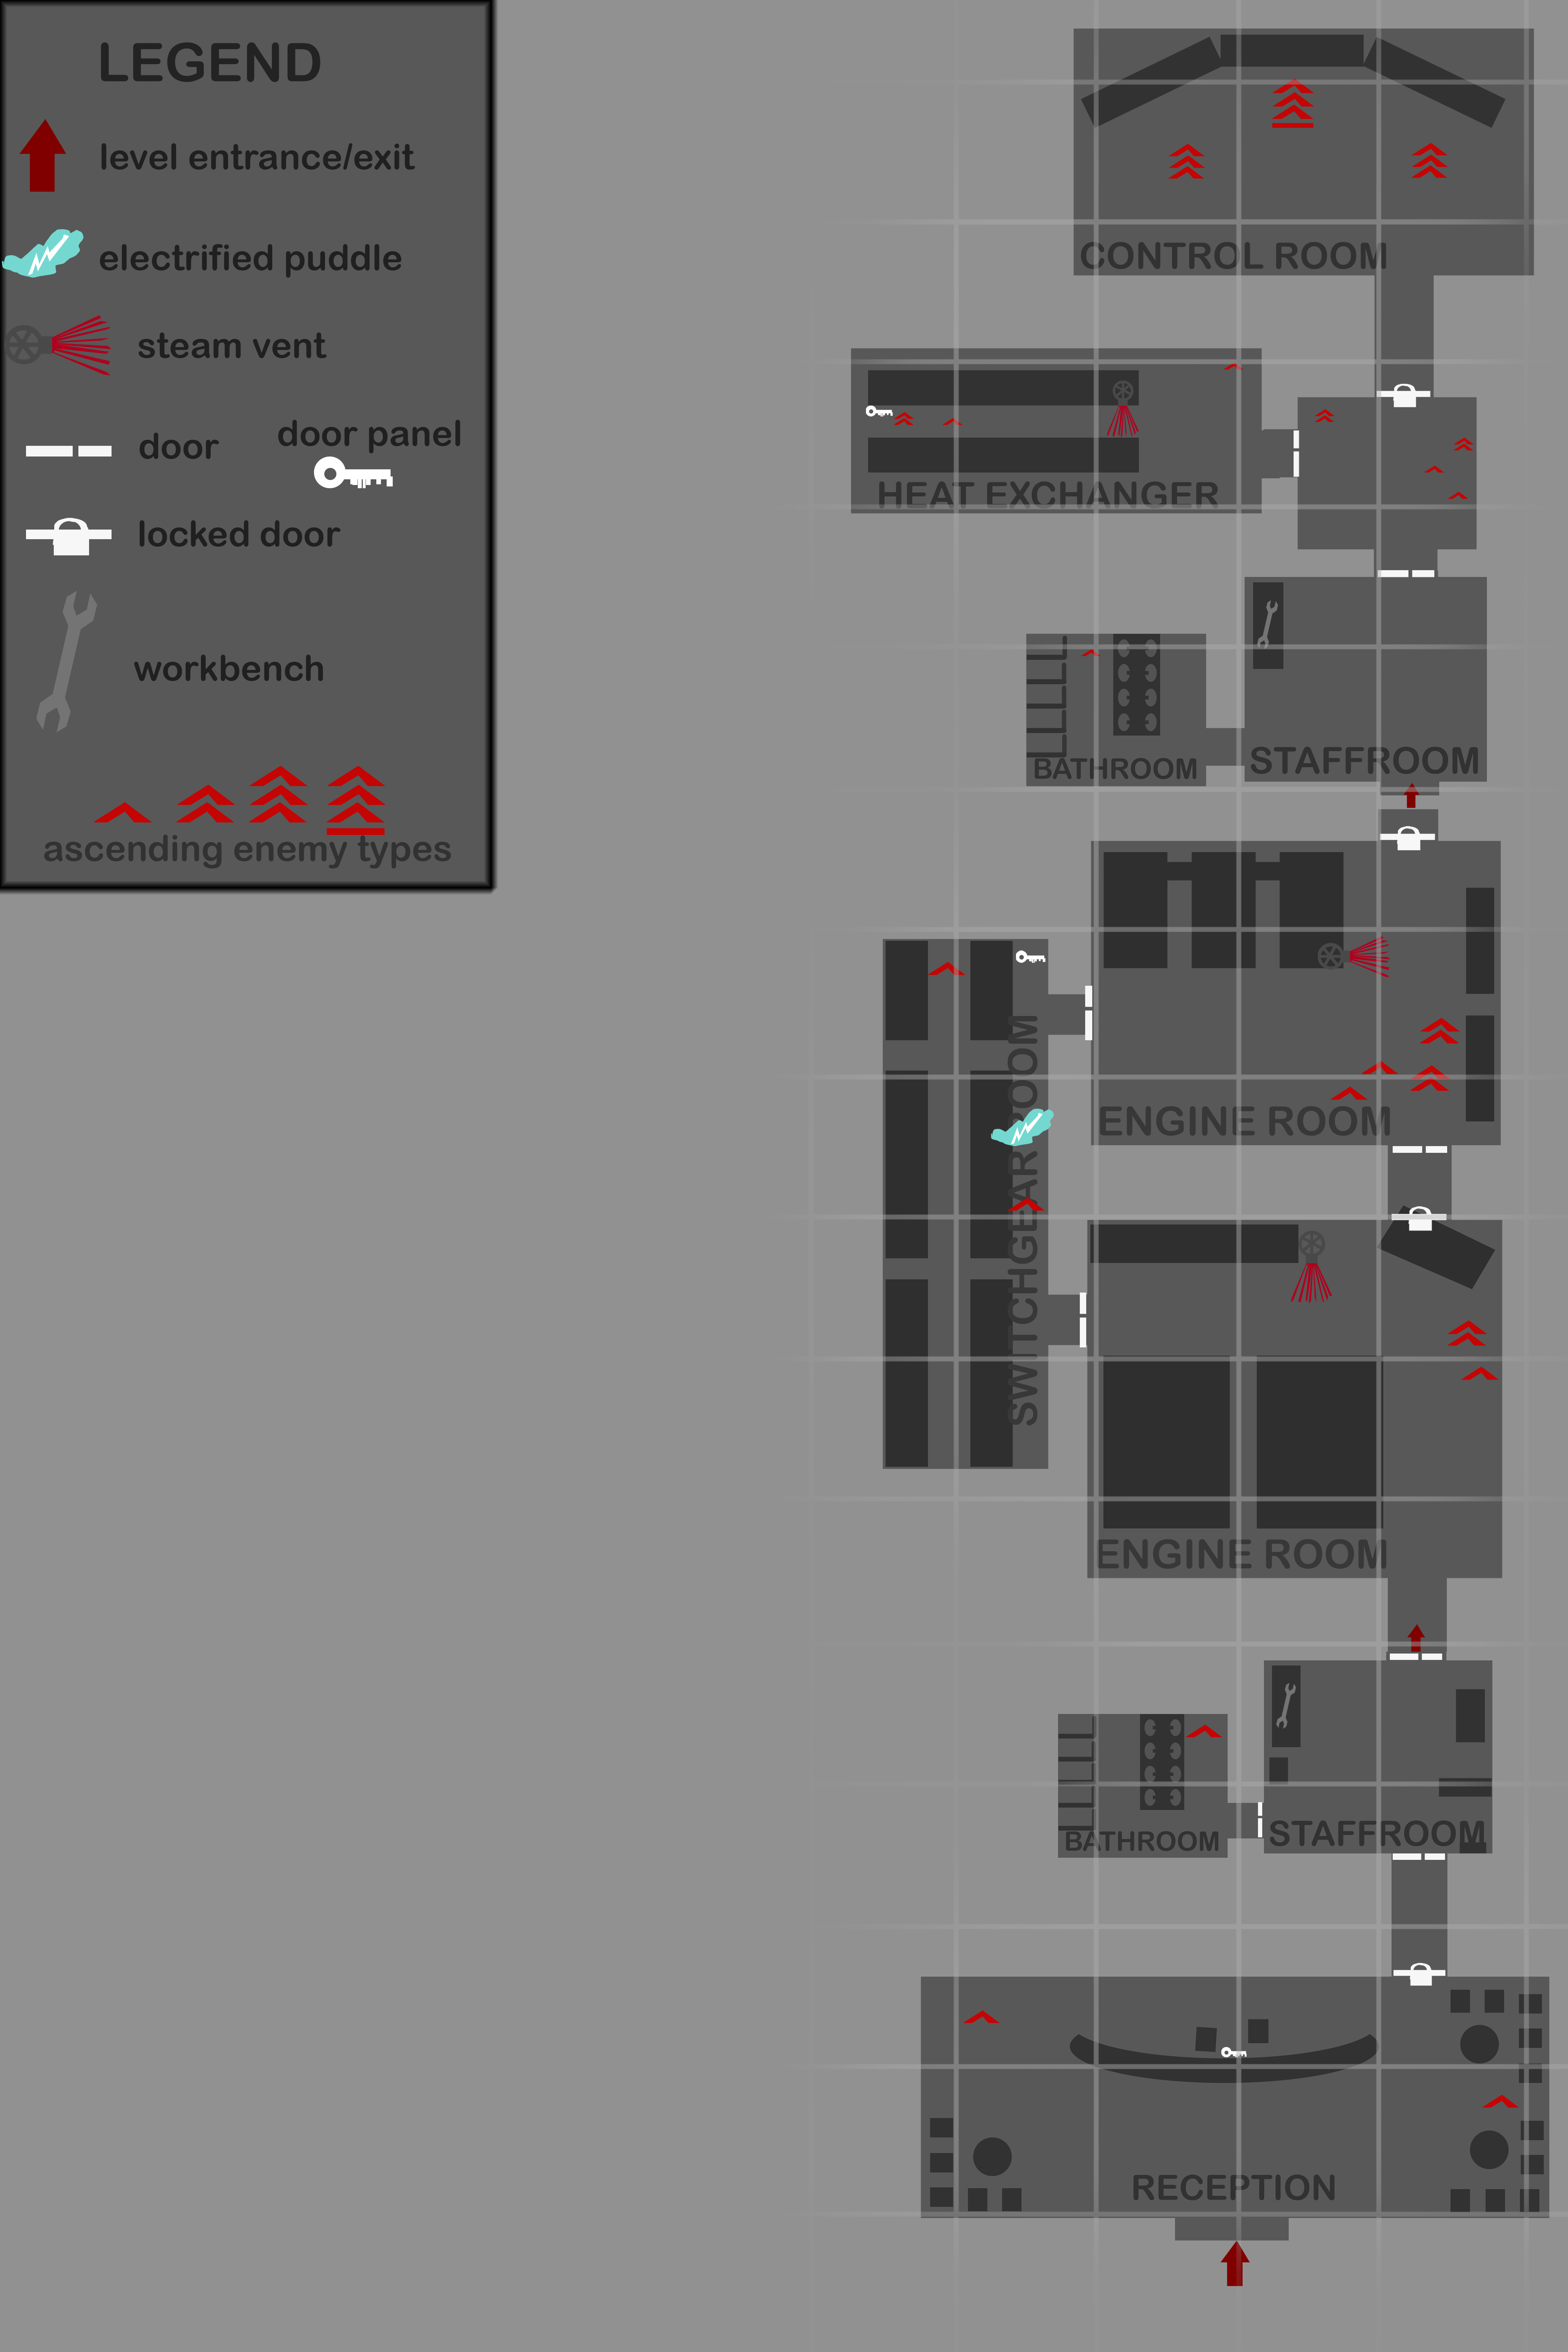 LEGEND
level entrance/exit
electrified puddle
steam vent
door
door panel
locked door
workbench
ascending enemy types
CONTROL ROOM
HEAT EXCHANGER
BATHROOM
STAFFROOM
ENGINE ROOM
SWITCHGEAR ROOM
ENGINE ROOM
BATHROOM
STAFFROOM
RECEPTION